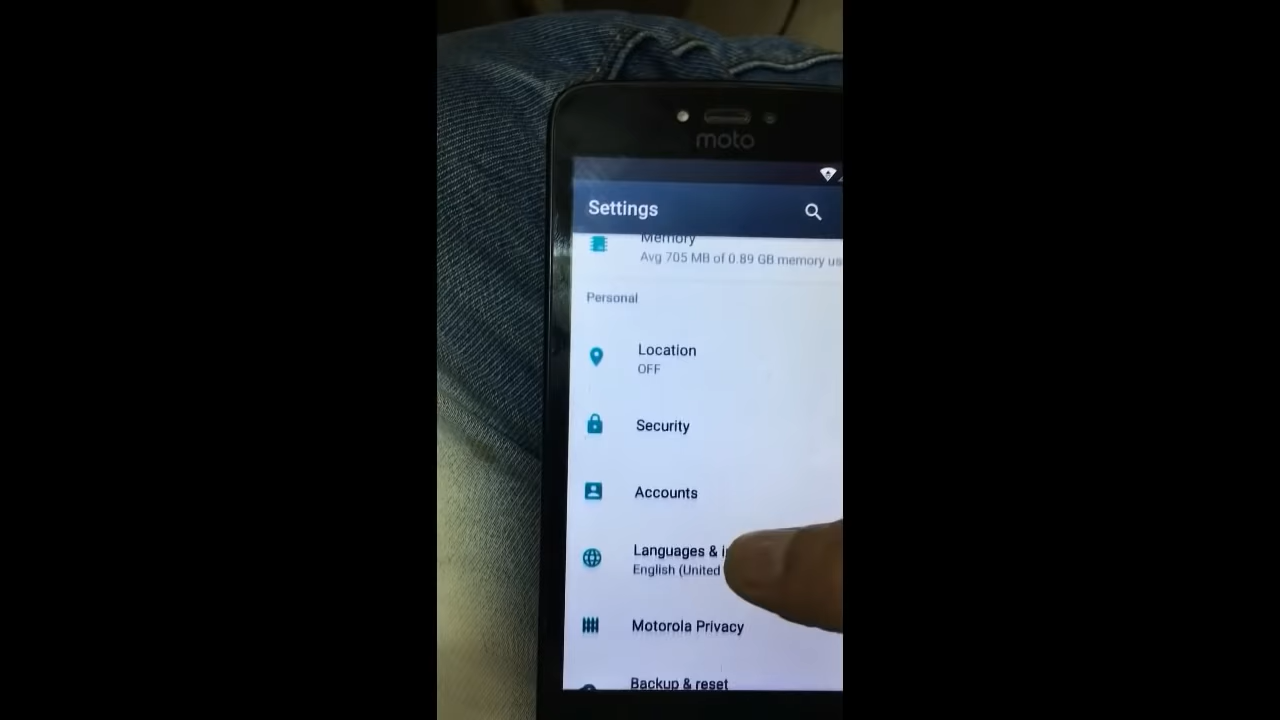 moto
Settings
Memory
Avg 705 MB of 0.89 GB memory
Personal
Location
OFF
Security
Accounts
Languages &
English (United
Motorola Privacy
Backup & reset